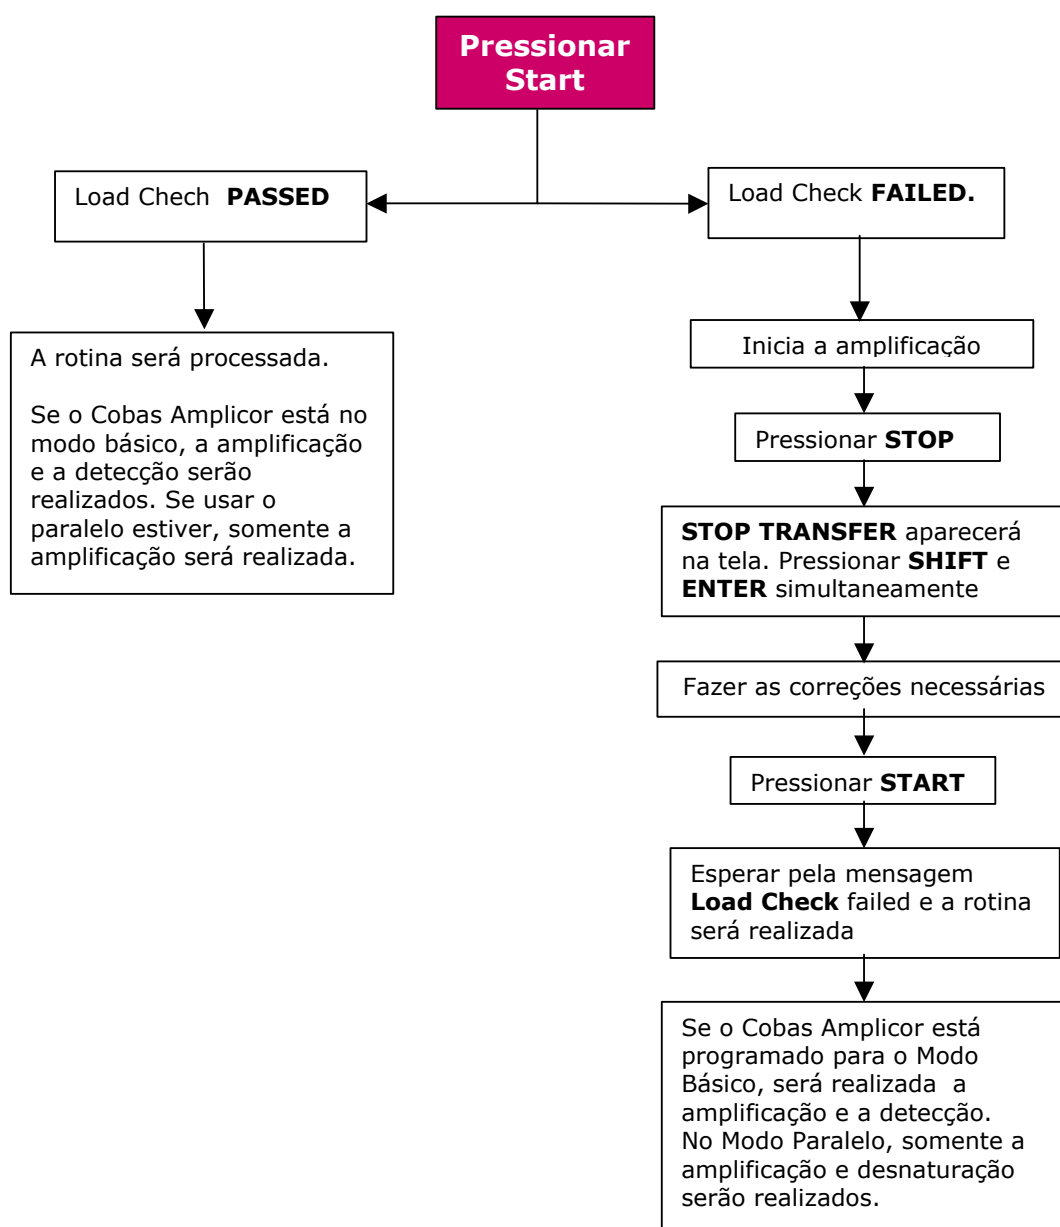 Pressionar
Start
Load Chech  PASSED
Load Check FAILED.
A rotina será processada.
Se o Cobas Amplicor está no
modo básico, a amplificação
e a detecção serão
realizados. Se usar o
paralelo estiver, somente a
amplificação será realizada.
Inicia a amplificação
Pressionar STOP
STOP TRANSFER aparecerá
na tela. Pressionar SHIFT e
ENTER simultaneamente
Fazer as correções necessárias
Pressionar START
Esperar pela mensagem
Load Check failed e a rotina
será realizada
Se o Cobas Amplicor está
programado para o Modo
Básico, será realizada  a
amplificação e a detecção.
No Modo Paralelo, somente a
amplificação e desnaturação
serão realizados.